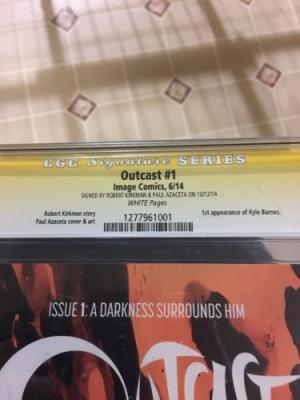 CGC Signature SERIES
Outcast #1
Image Comics, 6/14
SIGNED BY ROBERT KIRKMAN & PAUL AZACETA ON 10/12/14
WHITE Pages
Robert Kirkman story
Paul Azaceta cover & art
1277961001
1st appearance of Kyle Barnes.
ISSUE 1: A DARKNESS SURROUNDS HIM
OUTCAST